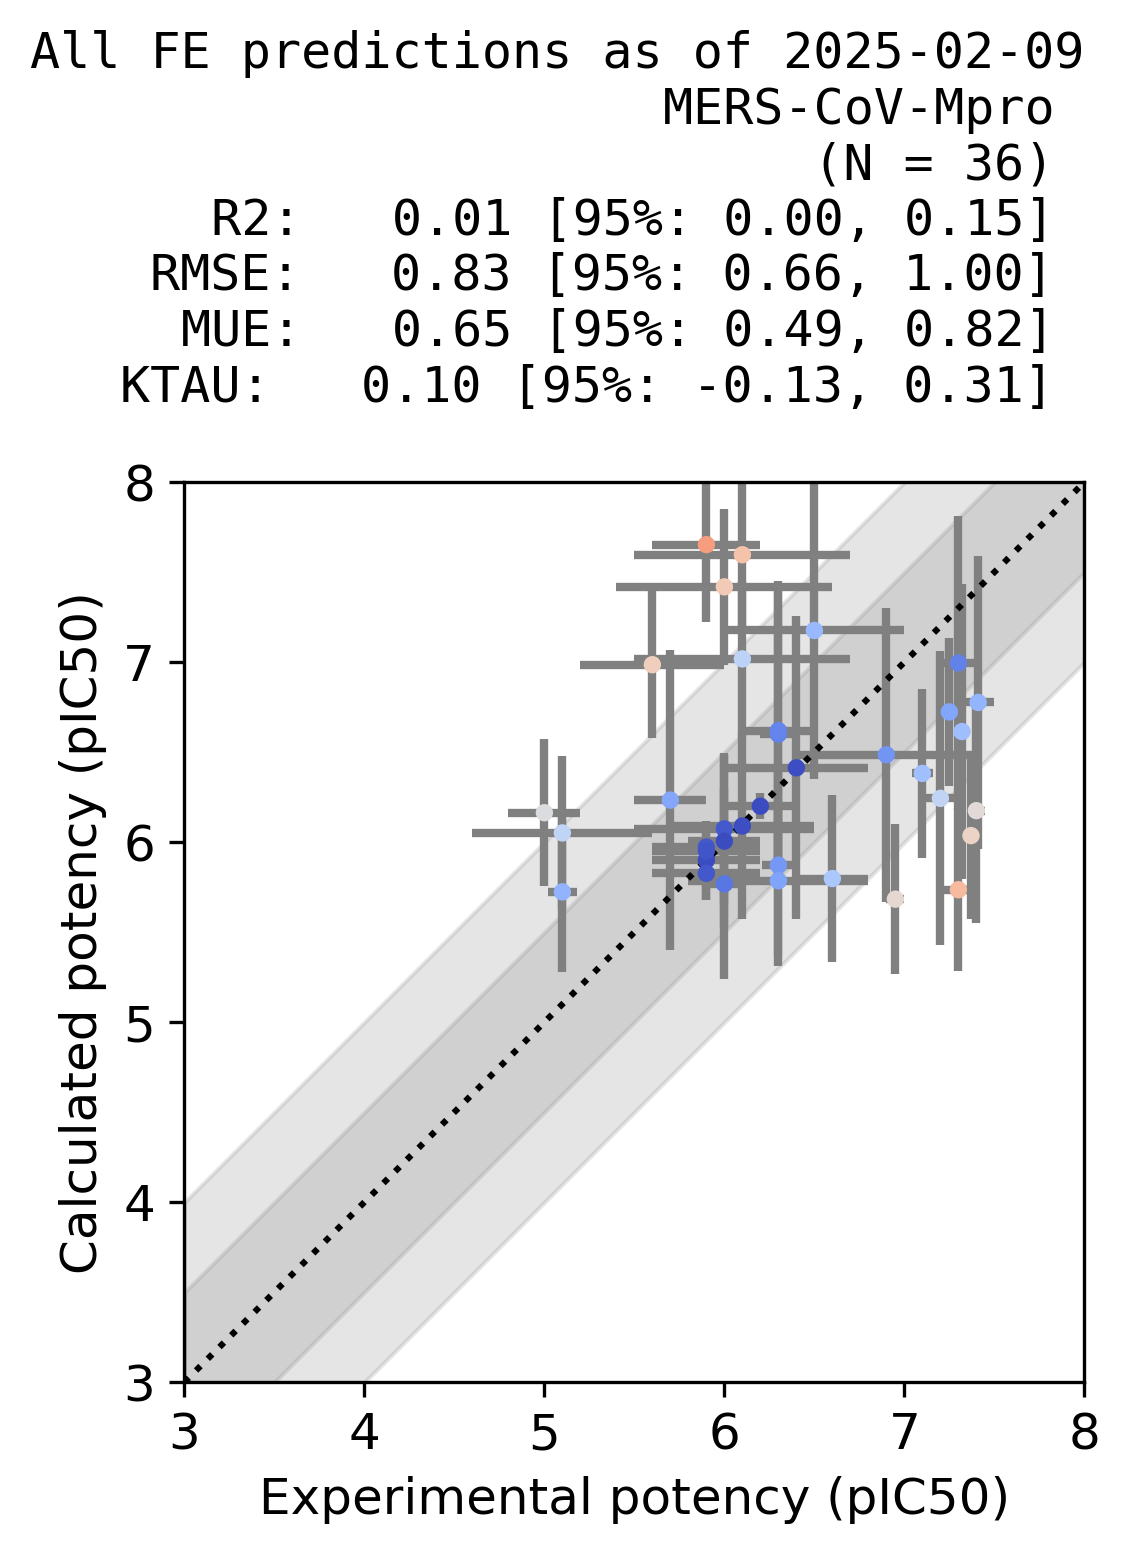 All FE predictions as of 2025-02-09
MERS-CoV-Mpro
(N = 36)
R2: 0.01 [95%: 0.00, 0.15]
RMSE: 0.83 [95%: 0.66, 1.00]
MUE: 0.65 [95%: 0.49, 0.82]
KTAU: 0.10 [95%: -0.13, 0.31]
8
7
6
5
4
3
Calculated potency (pIC50)
3 4 5 6 7 8
Experimental potency (pIC50)